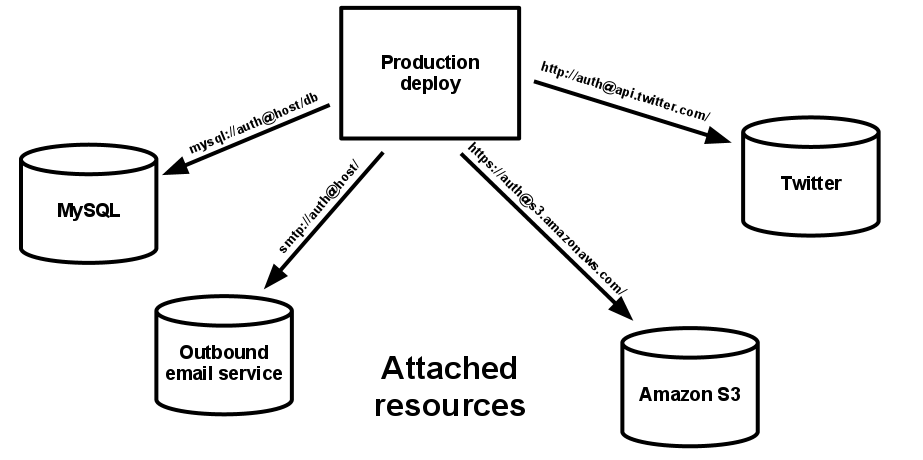 Production
deploy
mysql://auth@host/db
http://auth@api.twitter.com/
smtp://auth@host/
https://auth@s3.amazonaws.com/
MySQL
Twitter
Outbound
email service
Attached
resources
Amazon S3